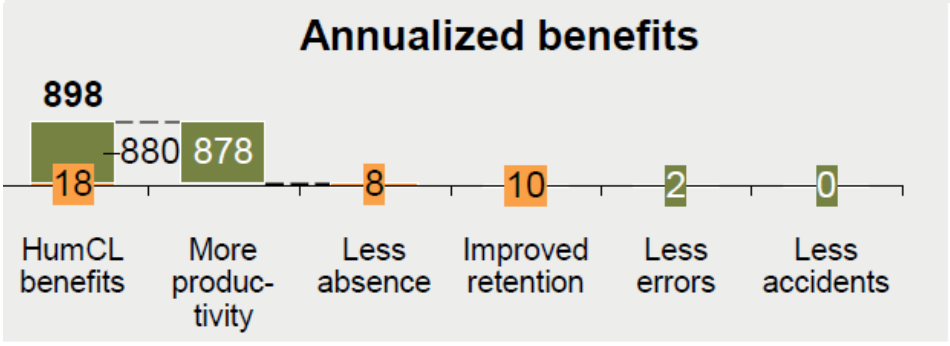 Annualized benefits
898
880
878
18
8
10
2
0
HumCL
benefits
More
produc-
tivity
Less
absence
Improved
retention
Less
errors
Less
accidents